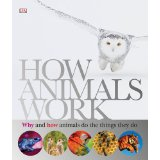 DK
HOW
ANIMALS
WORK
Why and how animals do the things they do